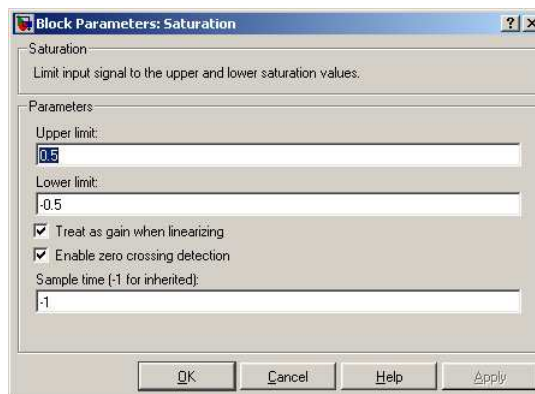 Block Parameters: Saturation
Saturation
Limit input signal to the upper and lower saturation values.
Parameters
Upper limit:
0.5
Lower limit:
-0.5
Treat as gain when linearizing
Enable zero crossing detection
Sample time (-1 for inherited):
-1
OK Cancel Help Apply